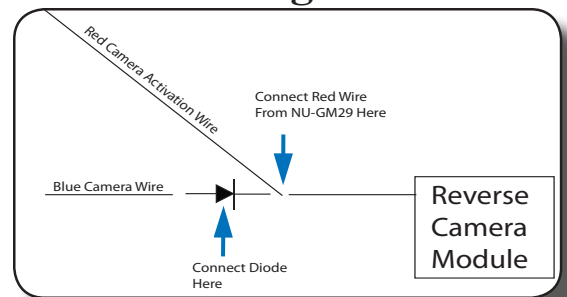 Red Camera Activation Wire
Connect Red Wire
From NU-GM29 Here
Blue Camera Wire
Reverse
Camera
Module
Connect Diode
Here